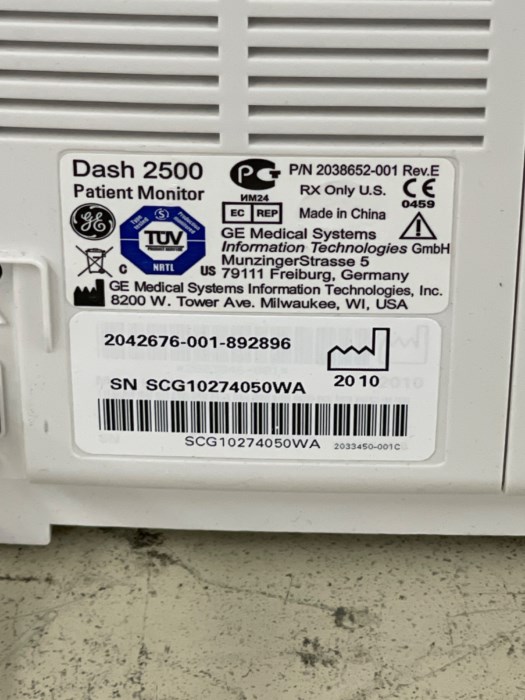 Dash 2500
Patient Monitor
P/N 2038652-001 Rev.E
RX Only U.S.
CE
0459
ИМ24
EC REP
Made in China
GE Medical Systems
Information Technologies GmbH
MunzingerStrasse 5
79111 Freiburg, Germany
GE
TÜV
NRTL
C US
GE Medical Systems Information Technologies, Inc.
8200 W. Tower Ave. Milwaukee, WI, USA
2042676-001-892896
2010
SN SCG10274050WA
SCG10274050WA
2033450-001C